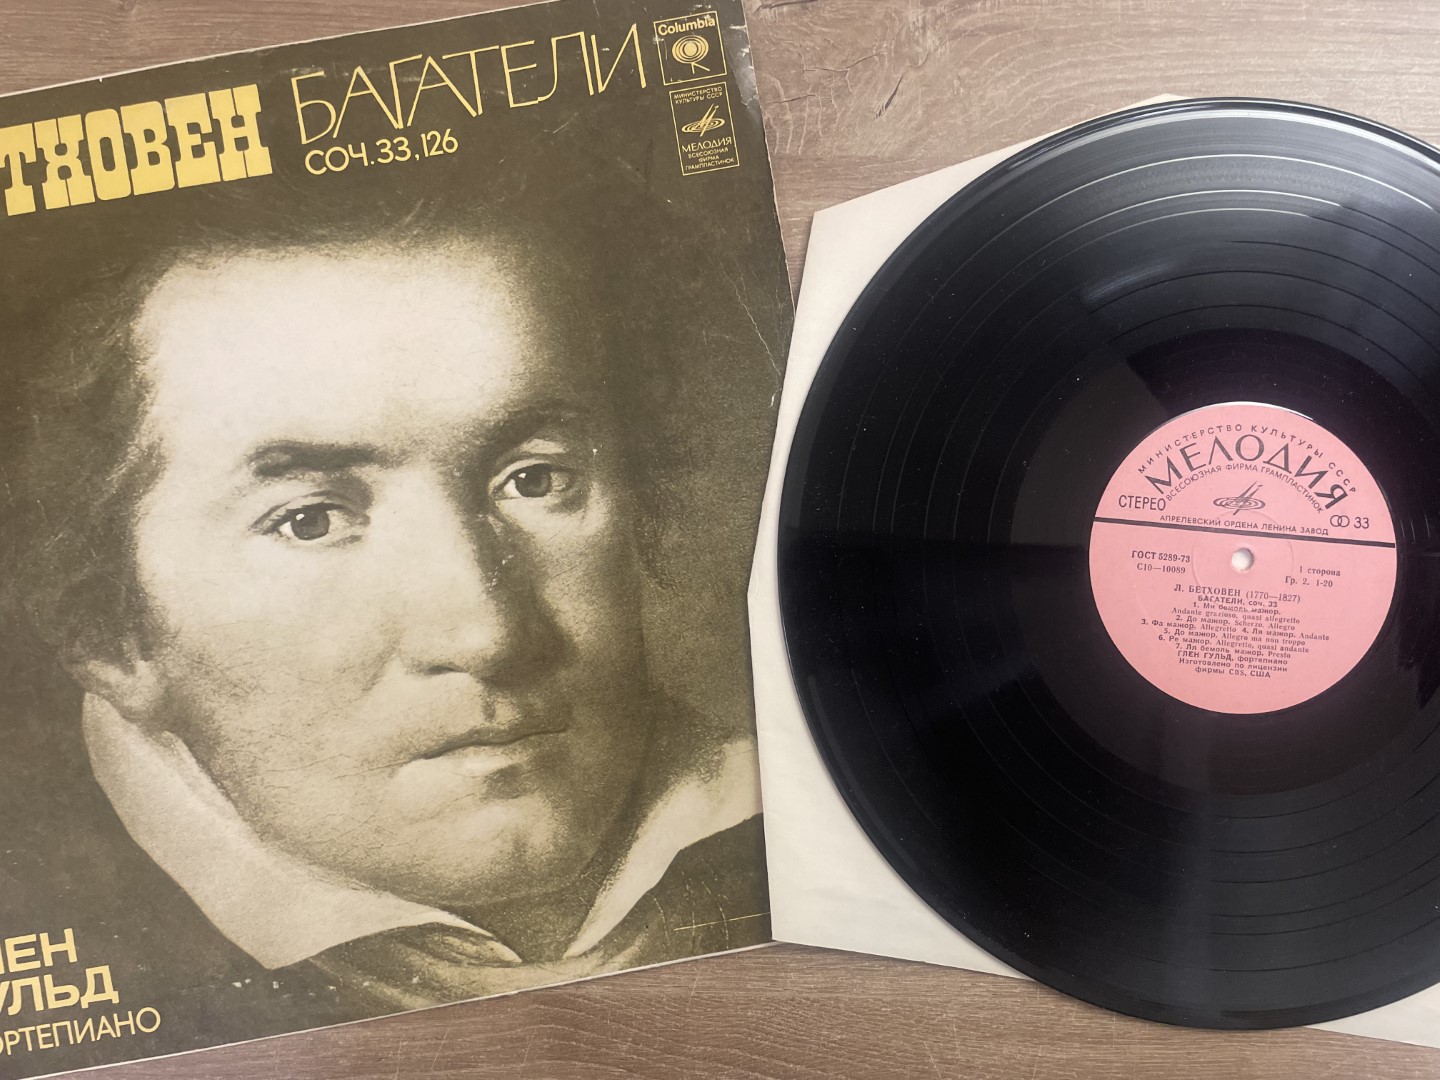 ТХОВЕН
БАГАТЕЛИ
СОЧ.33,126
Columbia
МИНИСТЕРСТВО
КУЛЬТУРЫ СССР
МЕЛОДИЯ
ВСЕСОЮЗНАЯ
ФИРМА
ГРАМПЛАСТИНОК
ЛЕН
УЛЬД
ОРТЕПИАНО
МИНИСТЕРСТВО КУЛЬТУРЫ СССР
МЕЛОДИЯ
ВСЕСОЮЗНАЯ ФИРМА ГРАМПЛАСТИНОК
СТЕРЕО
33
АПРЕЛЕВСКИЙ ОРДЕНА ЛЕНИНА ЗАВОД
ГОСТ 5289-73
С10—10089
1 сторона
Гр. 2. 1-20
Л. БЕТХОВЕН (1770—1827)
БАГАТЕЛИ, соч. 33
1. Ми бемоль мажор.
Andante grazioso, quasi allegretto
2. До мажор. Scherzo. Allegro
3. Фа мажор. Allegretto 4. Ля мажор. Andante
5. До мажор. Allegro ma non troppo
6. Ре мажор. Allegretto, quasi andante
7. Ля бемоль мажор. Presto
ГЛЕН ГУЛЬД, фортепиано
Изготовлено по лицензии
фирмы CBS, США